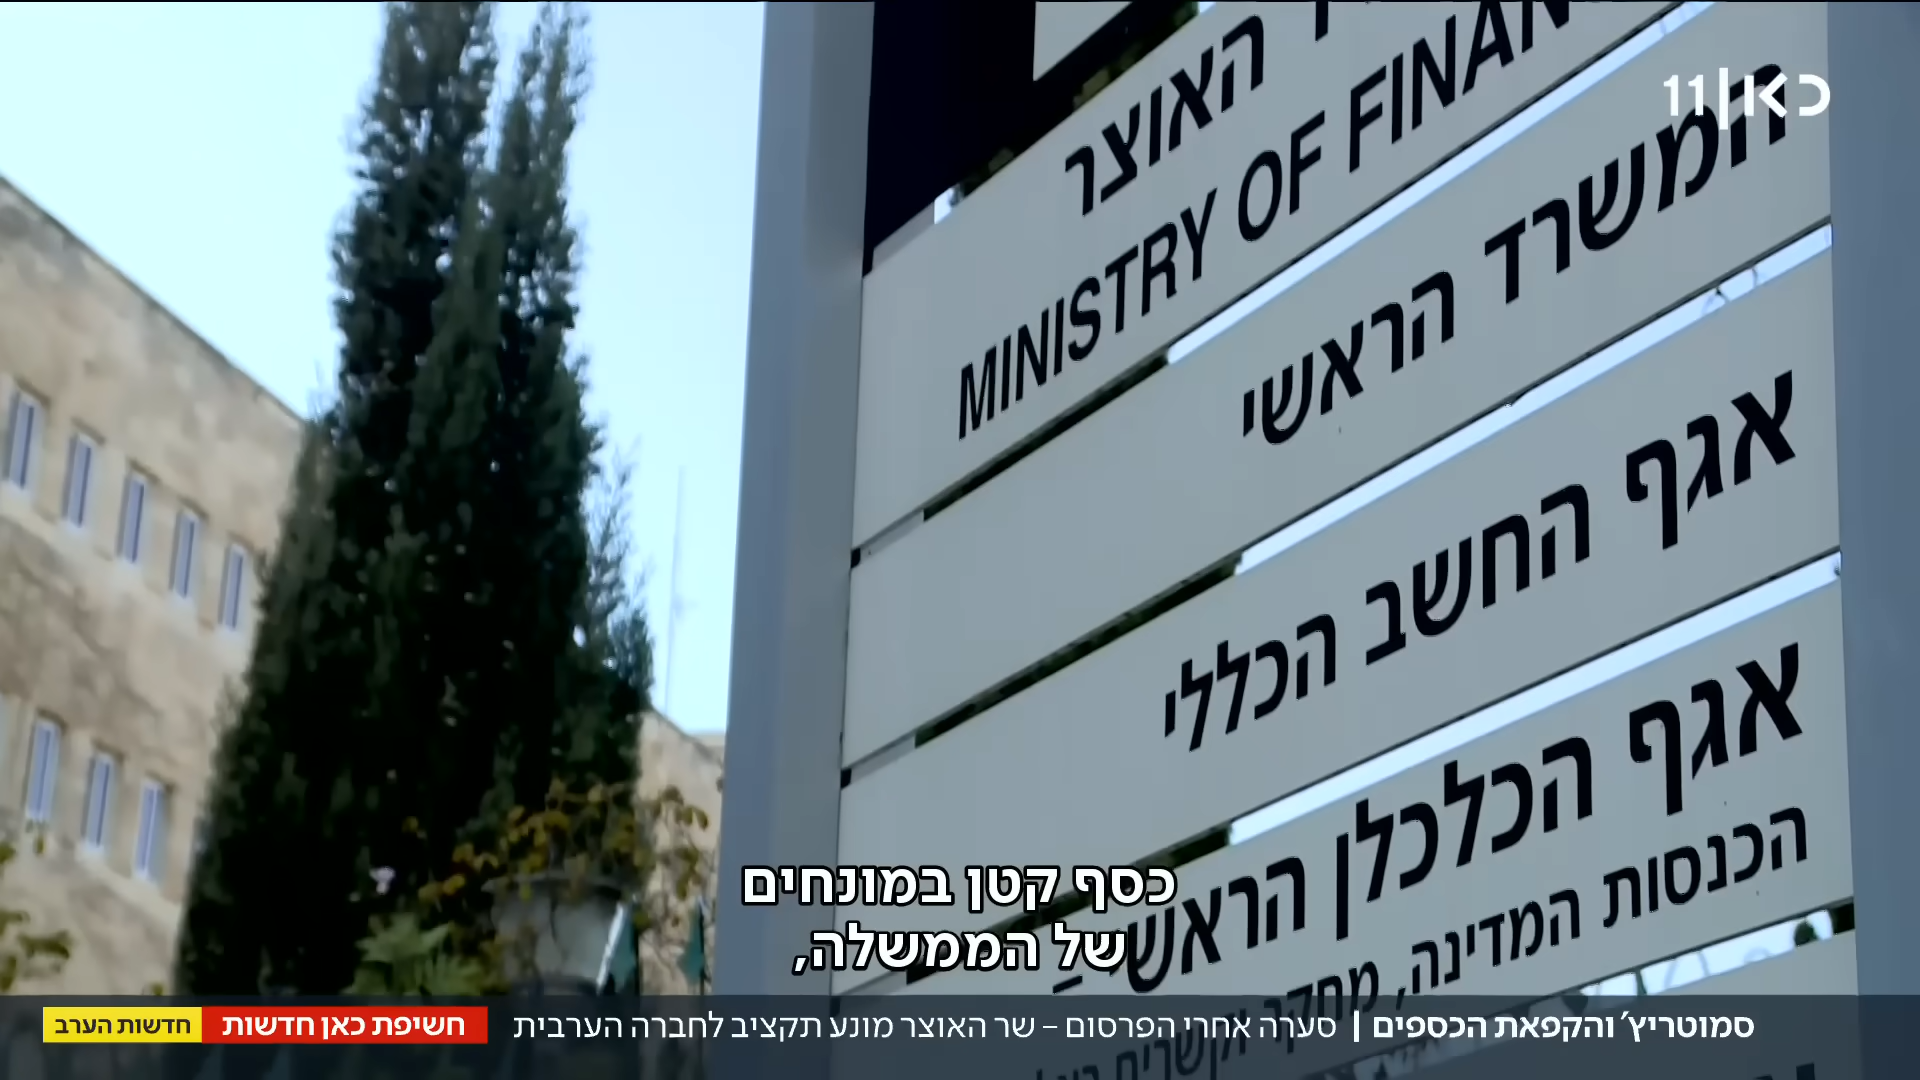 האוצר
MINISTRY OF FINAN
כאן 11
המשרד הראשי
אגף החשב הכללי
אגף הכלכלן הראשי -
הכנסות המדינה, מחקר וקשרים
כסף קטן במונחים
של הממשלה,
סמוטריץ' והקפאת הכספים | סערה אחרי הפרסום – שר האוצר מונע תקציב לחברה הערבית
חשיפת כאן חדשות
חדשות הערב